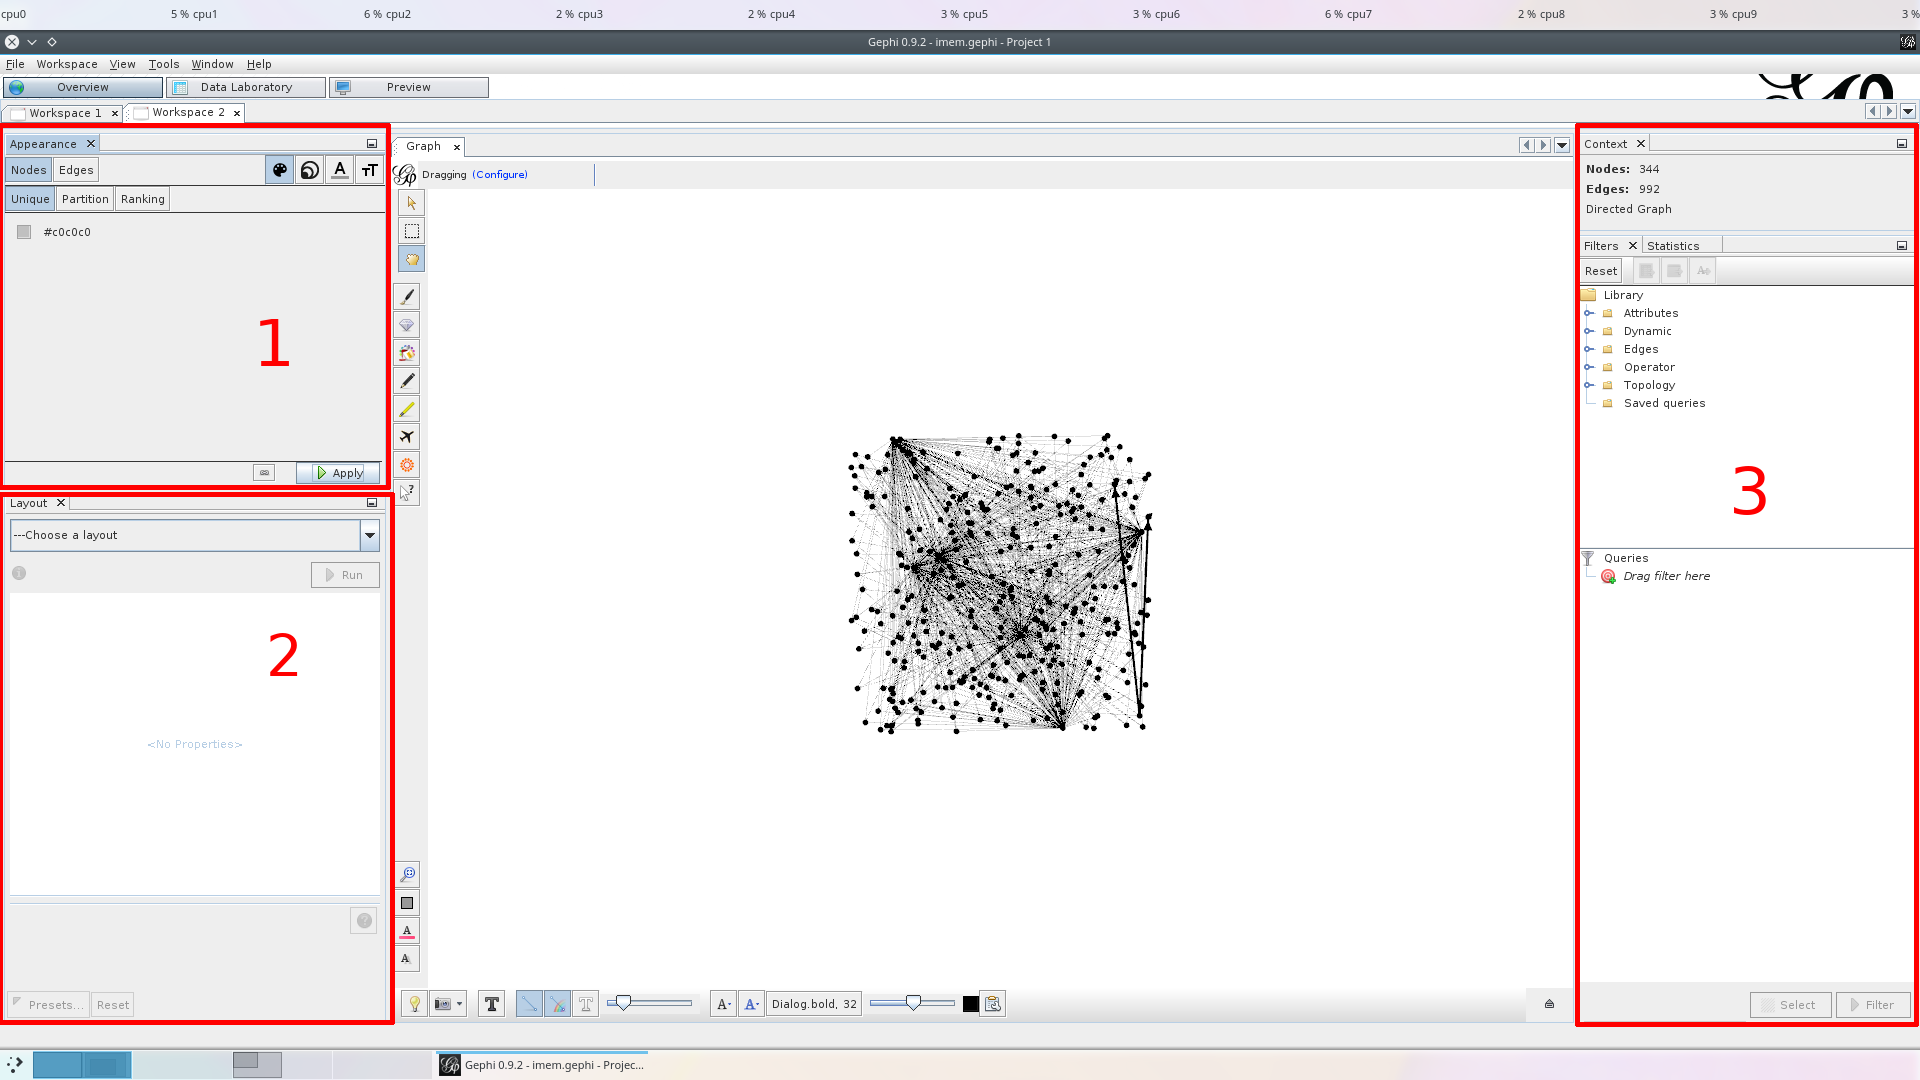 cpu0 5 % cpu1 6 % cpu2 2 % cpu3 2 % cpu4 3 % cpu5 3 % cpu6 6 % cpu7 2 % cpu8 3 % cpu9 3 %
Gephi 0.9.2 - imem.gephi - Project 1
File Workspace View Tools Window Help
Overview Data Laboratory Preview
Workspace 1 Workspace 2
Appearance
Nodes Edges
Unique Partition Ranking
#c0c0c0
1
Apply
Layout
---Choose a layout
Run
2
<No Properties>
Presets... Reset
Graph
Dragging (Configure)
Dialog.bold, 32
Context
Nodes: 344
Edges: 992
Directed Graph
Filters Statistics
Reset
Library
Attributes
Dynamic
Edges
Operator
Topology
Saved queries
3
Queries
Drag filter here
Select Filter
Gephi 0.9.2 - imem.gephi - Projec...